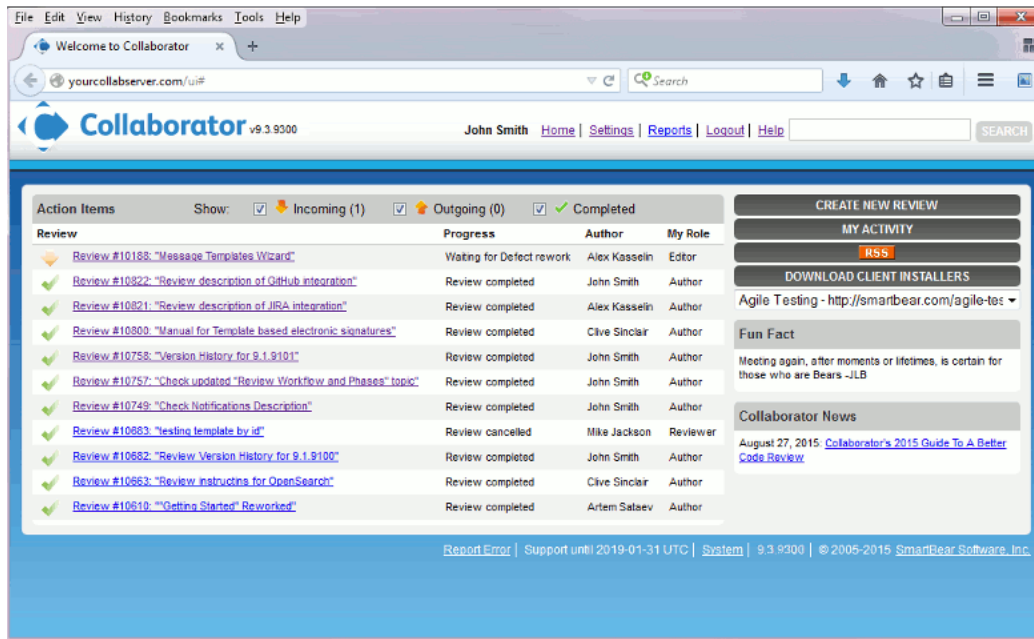 File Edit View History Bookmarks Tools Help
Welcome to Collaborator × +
yourcollabserver.com/ui# Search
Collaborator v9.3.9300
John Smith Home | Settings | Reports | Logout | Help SEARCH
Action Items Show: Incoming (1) Outgoing (0) Completed
Review Progress Author My Role
Review #10188: "Message Templates Wizard" Waiting for Defect rework Alex Kasselin Editor
Review #10822: "Review description of GitHub integration" Review completed John Smith Author
Review #10821: "Review description of JIRA integration" Review completed Alex Kasselin Author
Review #10800: "Manual for Template based electronic signatures" Review completed Clive Sinclair Author
Review #10758: "Version History for 9.1.9101" Review completed John Smith Author
Review #10757: "Check updated "Review Workflow and Phases" topic" Review completed John Smith Author
Review #10749: "Check Notifications Description" Review completed John Smith Author
Review #10683: "testing template by id" Review cancelled Mike Jackson Reviewer
Review #10682: "Review Version History for 9.1.9100" Review completed John Smith Author
Review #10663: "Review instructins for OpenSearch" Review completed Clive Sinclair Author
Review #10610: ""Getting Started" Reworked" Review completed Artem Sataev Author
CREATE NEW REVIEW
MY ACTIVITY
RSS
DOWNLOAD CLIENT INSTALLERS
Agile Testing - http://smartbear.com/agile-tes
Fun Fact
Meeting again, after moments or lifetimes, is certain for
those who are Bears -JLB
Collaborator News
August 27, 2015: Collaborator's 2015 Guide To A Better
Code Review
Report Error | Support until 2019-01-31 UTC | System | 9.3.9300 | © 2005-2015 SmartBear Software, Inc.